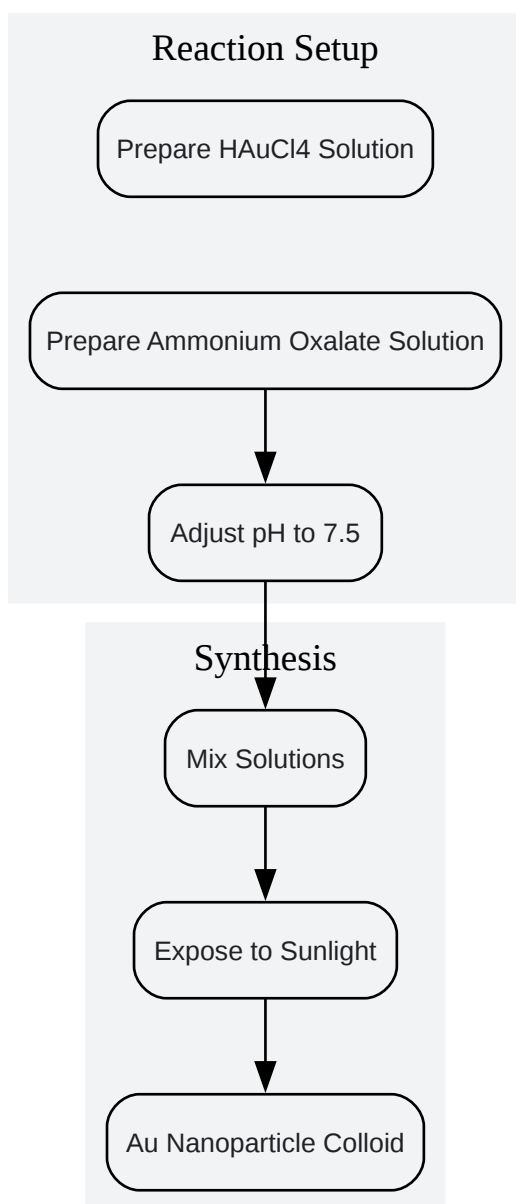 Reaction Setup
Prepare HAuCl4 Solution
Prepare Ammonium Oxalate Solution
Adjust pH to 7.5
Synthesis
Mix Solutions
Expose to Sunlight
Au Nanoparticle Colloid